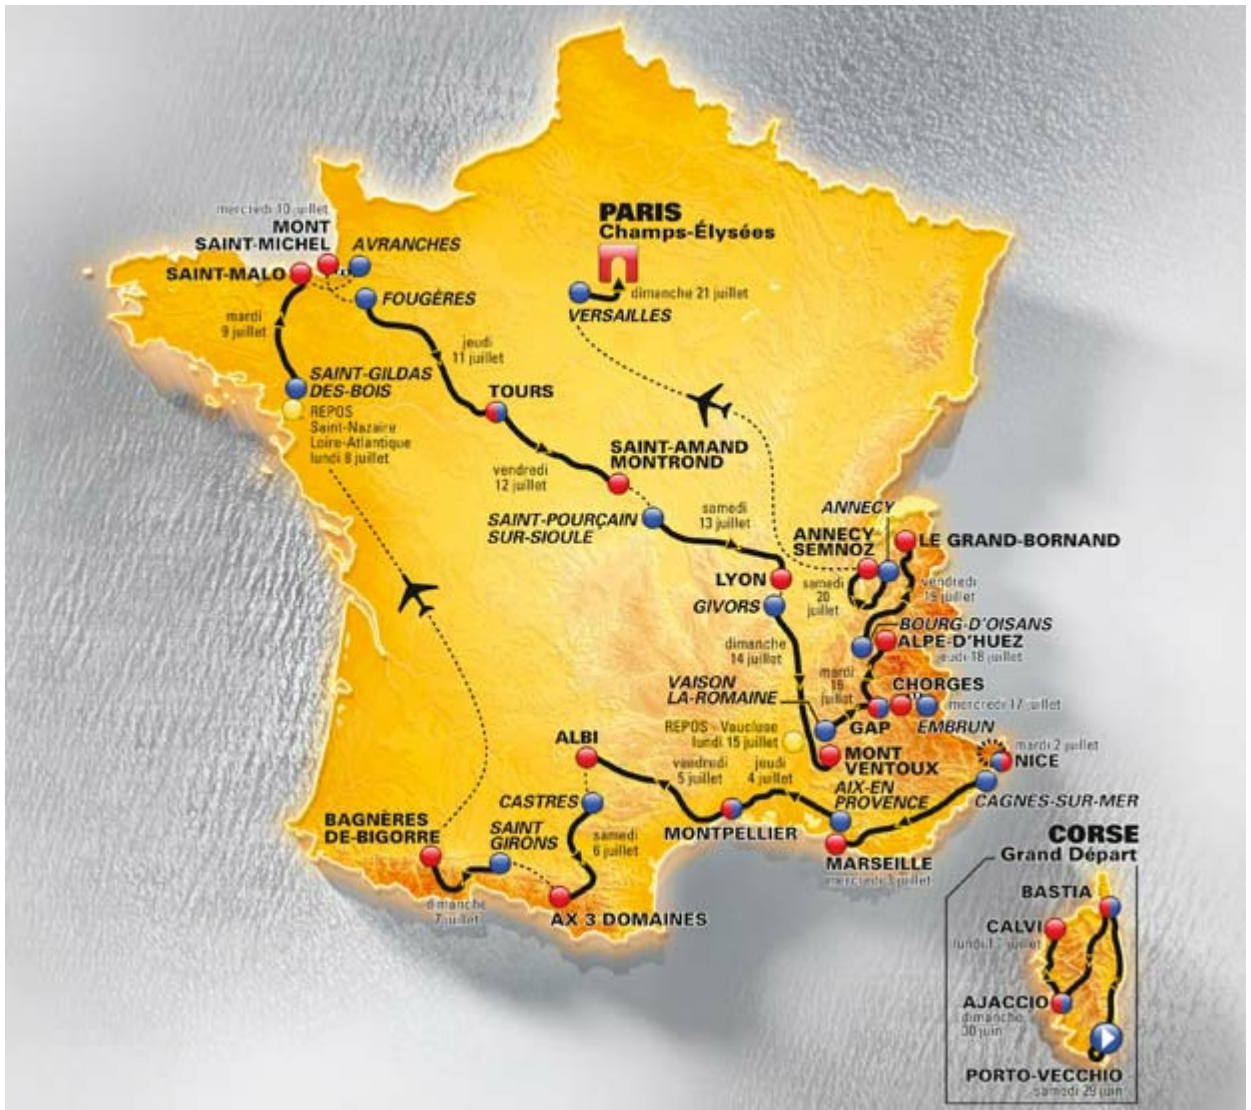 mercredi 10 juillet
MONT
SAINT-MICHEL
AVRANCHES
SAINT-MALO
FOUGÈRES
PARIS
Champs-Élysées
dimanche 21 juillet
VERSAILLES
mardi
9 juillet
jeudi
11 juillet
SAINT-GILDAS
DES-BOIS
REPOS
Saint-Nazaire
Loire-Atlantique
lundi 8 juillet
TOURS
vendredi
12 juillet
SAINT-AMAND
MONTROND
SAINT-POURÇAIN
SUR-SIOULE
samedi
13 juillet
ANNECY
ANNECY
SEMNOZ
LE GRAND-BORNAND
LYON
GIVORS
samedi
20
juillet
vendredi
19 juillet
BOURG-D'OISANS
ALPE-D'HUEZ
jeudi 18 juillet
dimanche
14 juillet
mardi
16
juillet
VAISON
LA-ROMAINE
CHORGES
mercredi 17 juillet
GAP
EMBRUN
REPOS - Vaucluse
lundi 15 juillet
MONT
VENTOUX
mardi 2 juillet
NICE
CAGNES-SUR-MER
ALBI
vendredi
5 juillet
jeudi
4 juillet
AIX-EN
PROVENCE
CASTRES
MONTPELLIER
MARSEILLE
mercredi 3 juillet
BAGNÈRES
DE-BIGORRE
SAINT
GIRONS
samedi
6 juillet
dimanche
7 juillet
AX 3 DOMAINES
CORSE
Grand Départ
BASTIA
CALVI
lundi 1er juillet
AJACCIO
dimanche
30 juin
PORTO-VECCHIO
samedi 29 juin